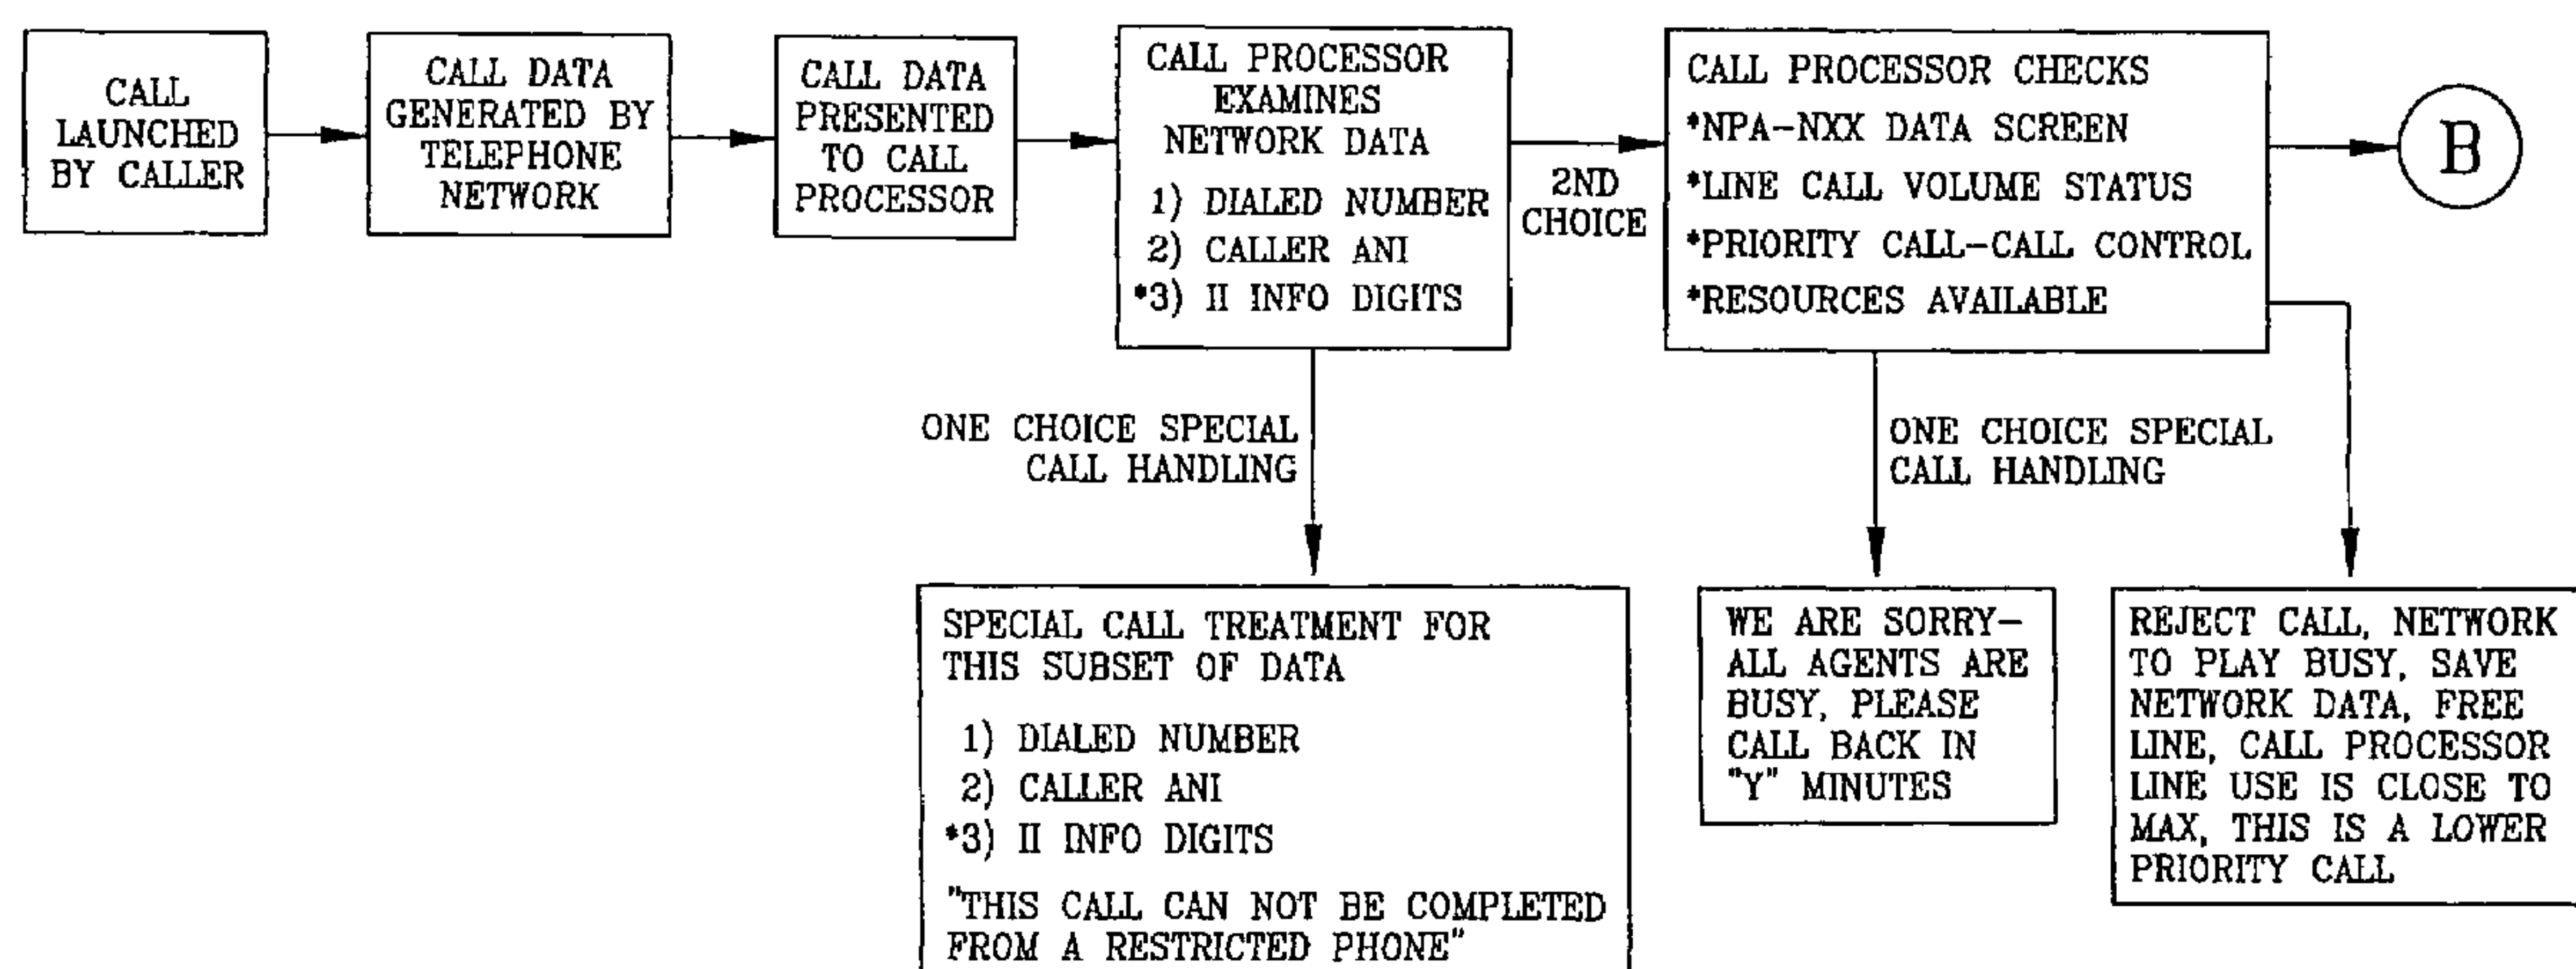 CALL
LAUNCHED
BY CALLER
CALL DATA
GENERATED BY
TELEPHONE
NETWORK
CALL DATA
PRESENTED
TO CALL
PROCESSOR
CALL PROCESSOR
EXAMINES
NETWORK DATA
1) DIALED NUMBER
2) CALLER ANI
*3) II INFO DIGITS
2ND
CHOICE
CALL PROCESSOR CHECKS
*NPA-NXX DATA SCREEN
*LINE CALL VOLUME STATUS
*PRIORITY CALL-CALL CONTROL
*RESOURCES AVAILABLE
B
ONE CHOICE SPECIAL
CALL HANDLING
ONE CHOICE SPECIAL
CALL HANDLING
SPECIAL CALL TREATMENT FOR
THIS SUBSET OF DATA
1) DIALED NUMBER
2) CALLER ANI
*3) II INFO DIGITS
"THIS CALL CAN NOT BE COMPLETED
FROM A RESTRICTED PHONE"
WE ARE SORRY-
ALL AGENTS ARE
BUSY, PLEASE
CALL BACK IN
"Y" MINUTES
REJECT CALL, NETWORK
TO PLAY BUSY, SAVE
NETWORK DATA, FREE
LINE, CALL PROCESSOR
LINE USE IS CLOSE TO
MAX, THIS IS A LOWER
PRIORITY CALL